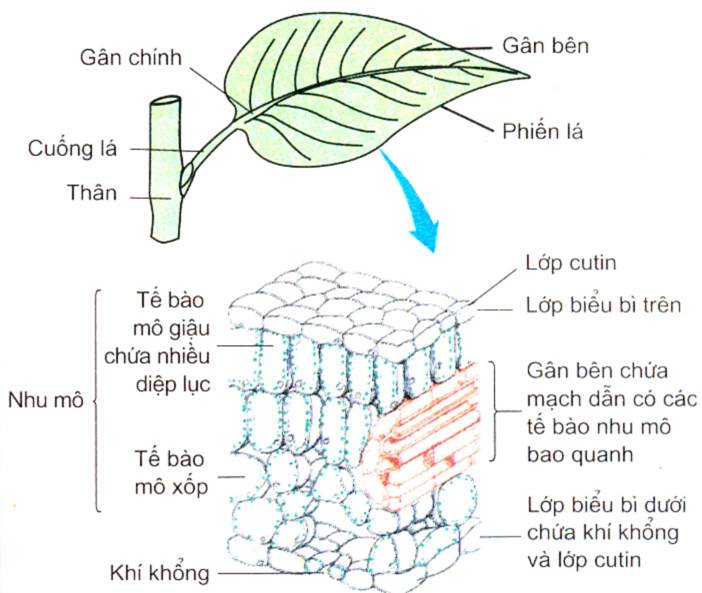 Gân chính
Gân bên
Phiến lá
Cuống lá
Thân
Lớp cutin
Lớp biểu bì trên
Tế bào
mô giậu
chứa nhiều
diệp lục
Nhu mô
Gân bên chứa
mạch dẫn có các
tế bào nhu mô
bao quanh
Tế bào
mô xốp
Lớp biểu bì dưới
chứa khí khổng
và lớp cutin
Khí khổng